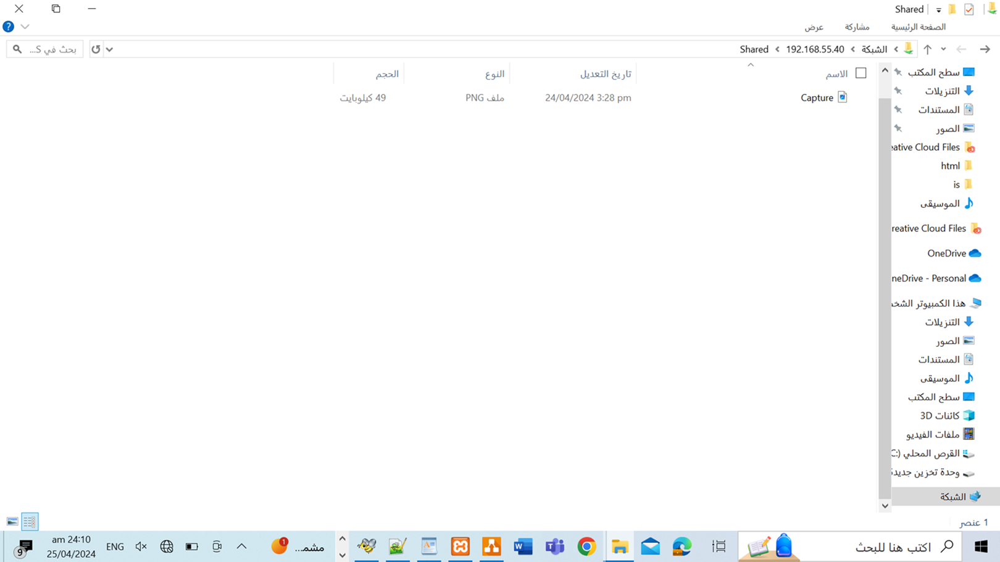 Shared
الصفحة الرئيسية
مشاركة
عرض
الشبكة
192.168.55.40
Shared
بحث في S...
الاسم
تاريخ التعديل
النوع
الحجم
Capture
24/04/2024 3:28 pm
ملف PNG
49 كيلوبايت
سطح المكتب
التنزيلات
المستندات
الصور
eative Cloud Files
html
is
الموسيقى
reative Cloud Files
OneDrive
neDrive - Personal
هذا الكمبيوتر الشخ
التنزيلات
الصور
المستندات
الموسيقى
سطح المكتب
كائنات 3D
ملفات الفيديو
القرص المحلي (C:
وحدة تخزين جديدة
الشبكة
1 عنصر
اكتب هنا للبحث
مشمـ...
1
ENG
am 24:10
25/04/2024
9